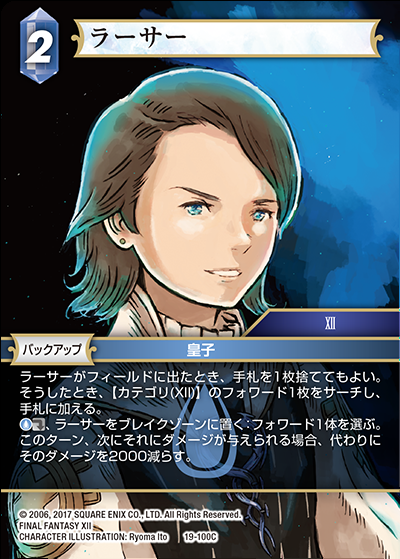 2
ラーサー
XII
バックアップ
皇子
ラーサーがフィールドに出たとき、手札を1枚捨ててもよい。
そうしたとき、【カテゴリ(XII)】のフォワード1枚をサーチし、
手札に加える。
、ラーサーをブレイクゾーンに置く:フォワード1体を選ぶ。
このターン、次にそれにダメージが与えられる場合、代わりに
そのダメージを2000減らす。
© 2006, 2017 SQUARE ENIX CO., LTD. All Rights Reserved.
FINAL FANTASY XII
CHARACTER ILLUSTRATION: Ryoma Ito
19-100C